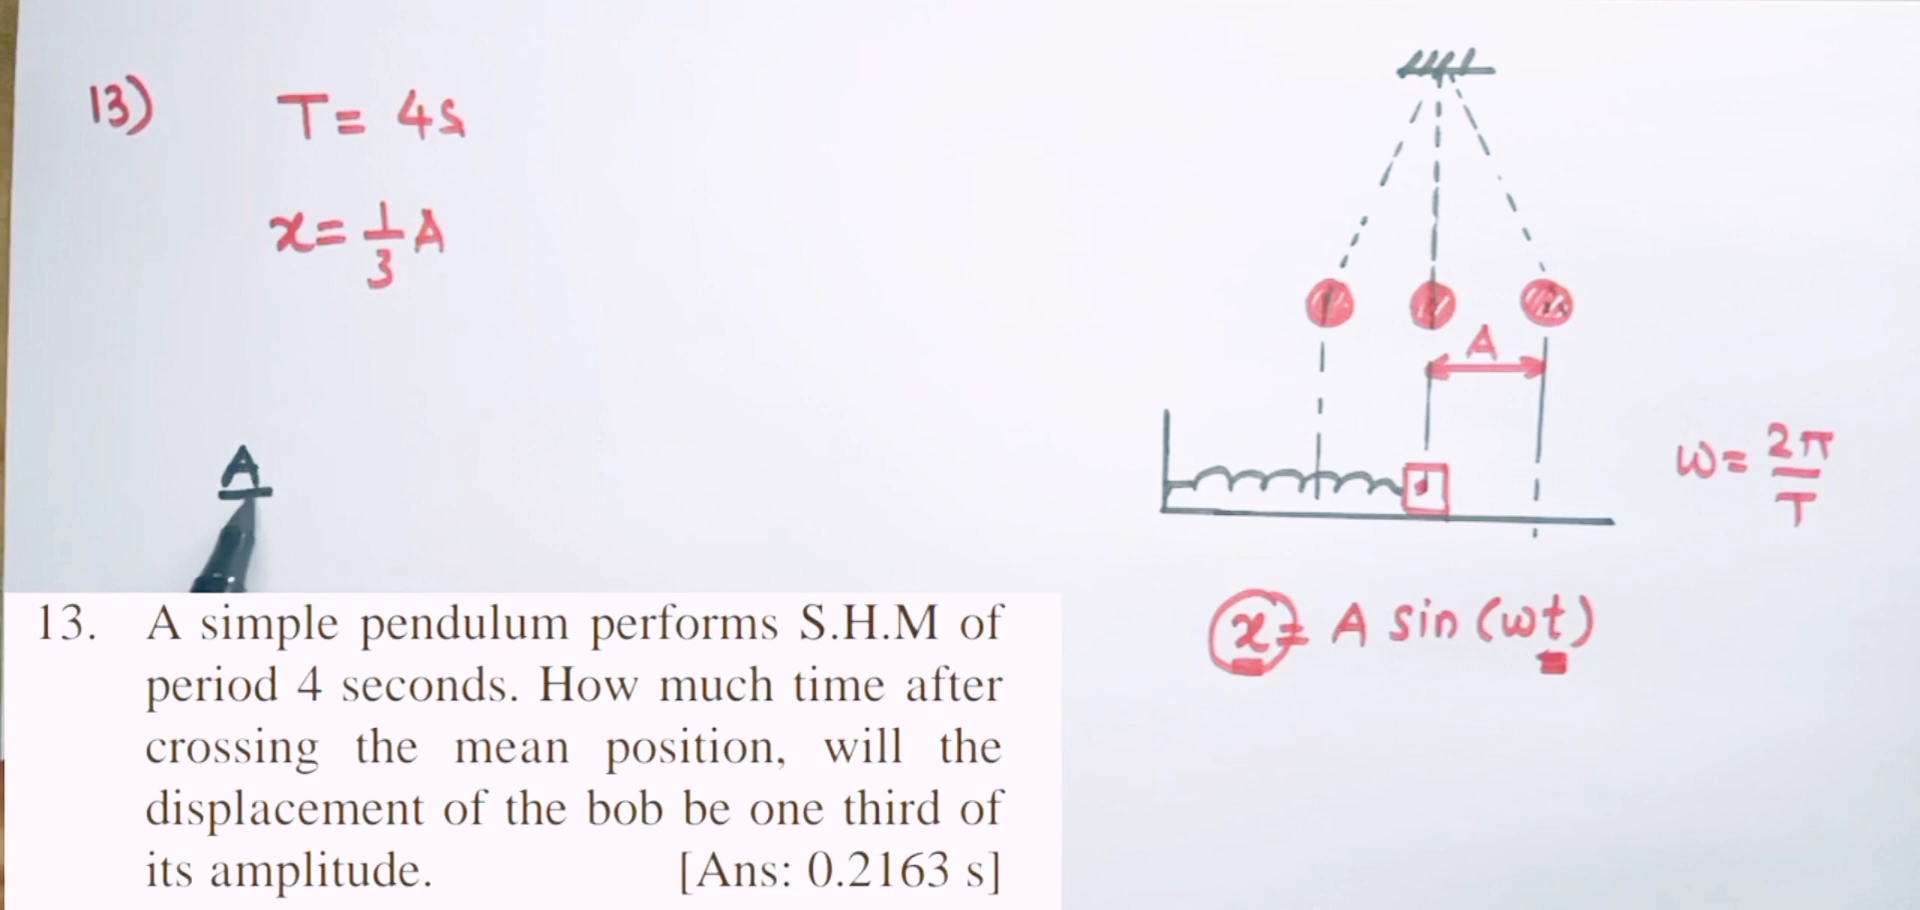 13)
T = 4s
x = 1/3 A
A
A
ω = 2π/T
x = A sin (ωt)
13. A simple pendulum performs S.H.M of
period 4 seconds. How much time after
crossing the mean position, will the
displacement of the bob be one third of
its amplitude. [Ans: 0.2163 s]